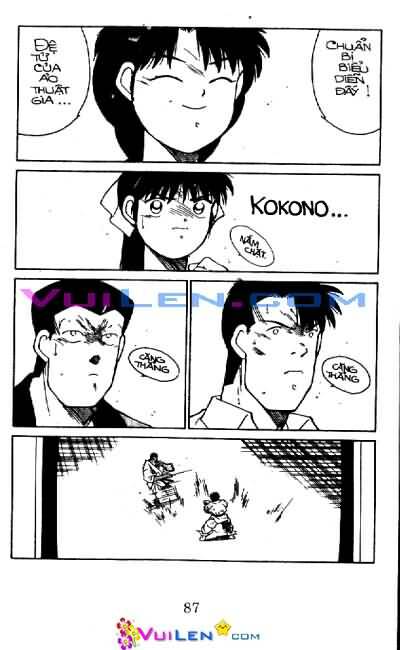 ĐỆ
TỬ
CỦA
ẢO
THUẬT
GIA...
CHUẨN
BỊ
BIỂU
DIỄN
ĐÂY!
KOKONO...
NẮM
CHẶT
VUILEN.COM
CĂNG
THẲNG
CĂNG
THẲNG
87
VUILEN.COM